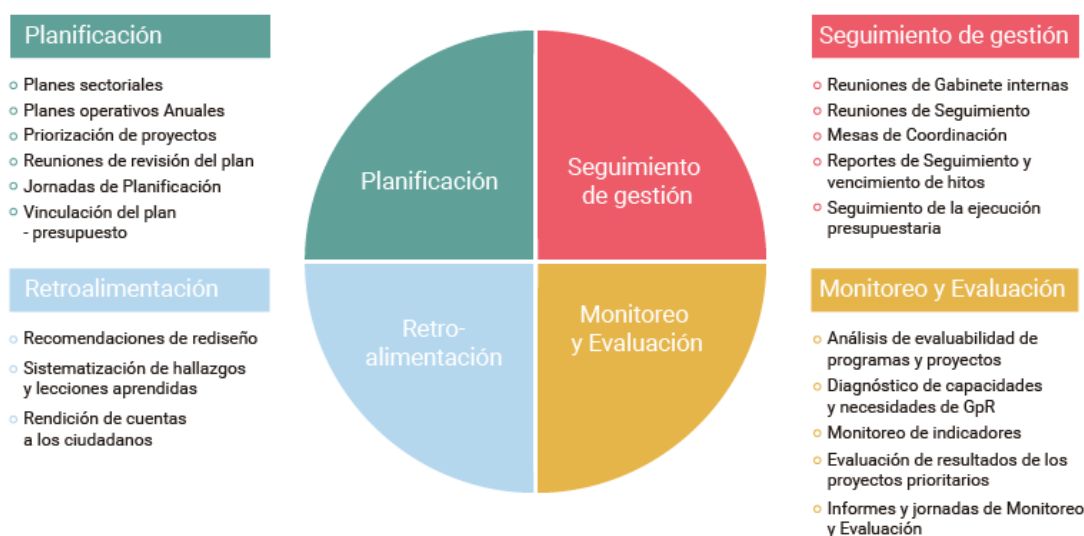 Planificación
Planes sectoriales
Planes operativos Anuales
Priorización de proyectos
Reuniones de revisión del plan
Jornadas de Planificación
Vinculación del plan
- presupuesto
Retroalimentación
Recomendaciones de rediseño
Sistematización de hallazgos
y lecciones aprendidas
Rendición de cuentas
a los ciudadanos
Planificación
Seguimiento
de gestión
Retro-
alimentación
Monitoreo
y Evaluación
Seguimiento de gestión
Reuniones de Gabinete internas
Reuniones de Seguimiento
Mesas de Coordinación
Reportes de Seguimiento y
vencimiento de hitos
Seguimiento de la ejecución
presupuestaria
Monitoreo y Evaluación
Análisis de evaluabilidad de
programas y proyectos
Diagnóstico de capacidades
y necesidades de GpR
Monitoreo de indicadores
Evaluación de resultados de los
proyectos prioritarios
Informes y jornadas de Monitoreo
y Evaluación